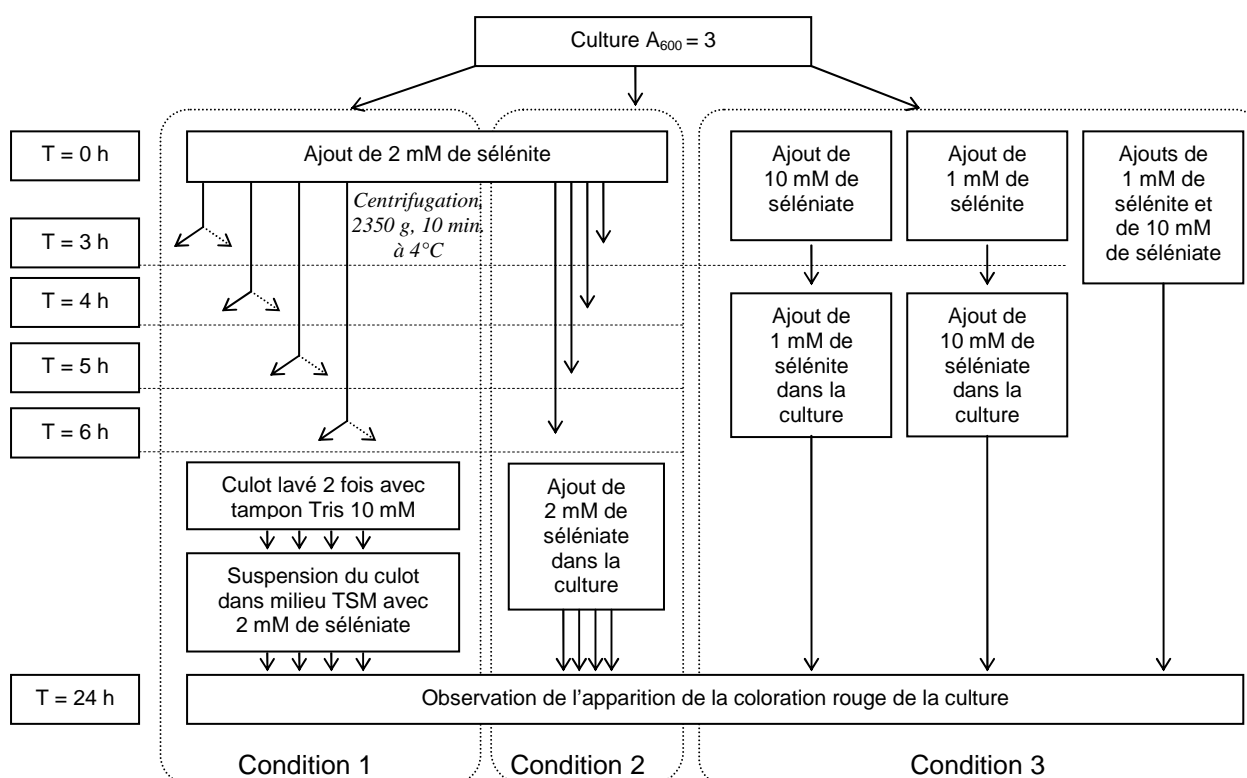 Culture A600 = 3
T = 0 h
Ajout de 2 mM de sélénite
Ajout de
10 mM de
séléniate
Ajout de
1 mM de
sélénite
Ajouts de
1 mM de
sélénite et
de 10 mM
de séléniate
Centrifugation,
2350 g, 10 min,
à 4°C
T = 3 h
T = 4 h
T = 5 h
T = 6 h
Ajout de
1 mM de
sélénite
dans la
culture
Ajout de
10 mM de
séléniate
dans la
culture
Culot lavé 2 fois avec
tampon Tris 10 mM
Suspension du culot
dans milieu TSM avec
2 mM de séléniate
Ajout de
2 mM de
séléniate
dans la
culture
T = 24 h
Observation de l'apparition de la coloration rouge de la culture
Condition 1
Condition 2
Condition 3